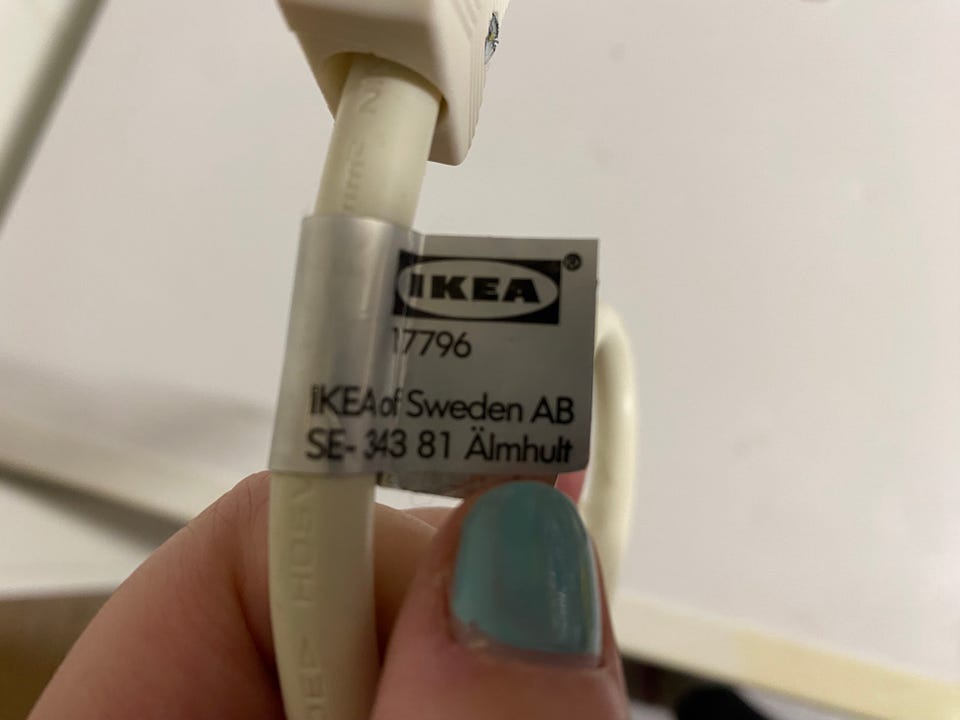 IKEA®
17796
IKEA of Sweden AB
SE- 343 81 Älmhult